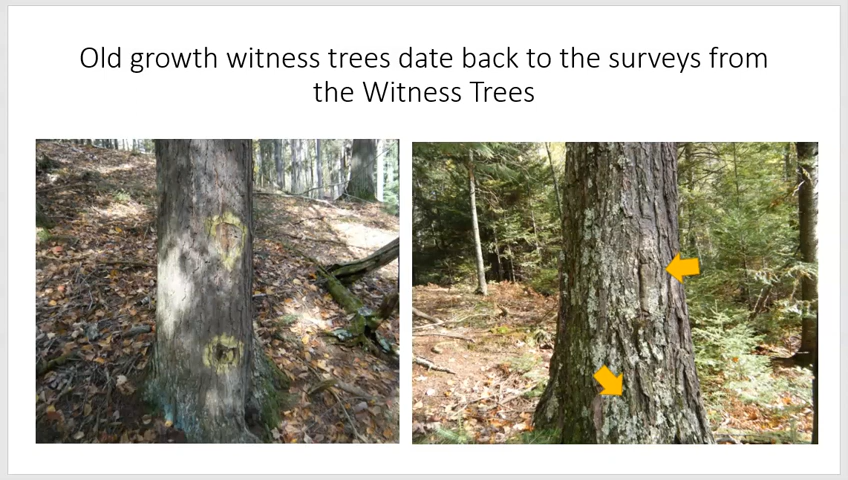 Old growth witness trees date back to the surveys from
the Witness Trees